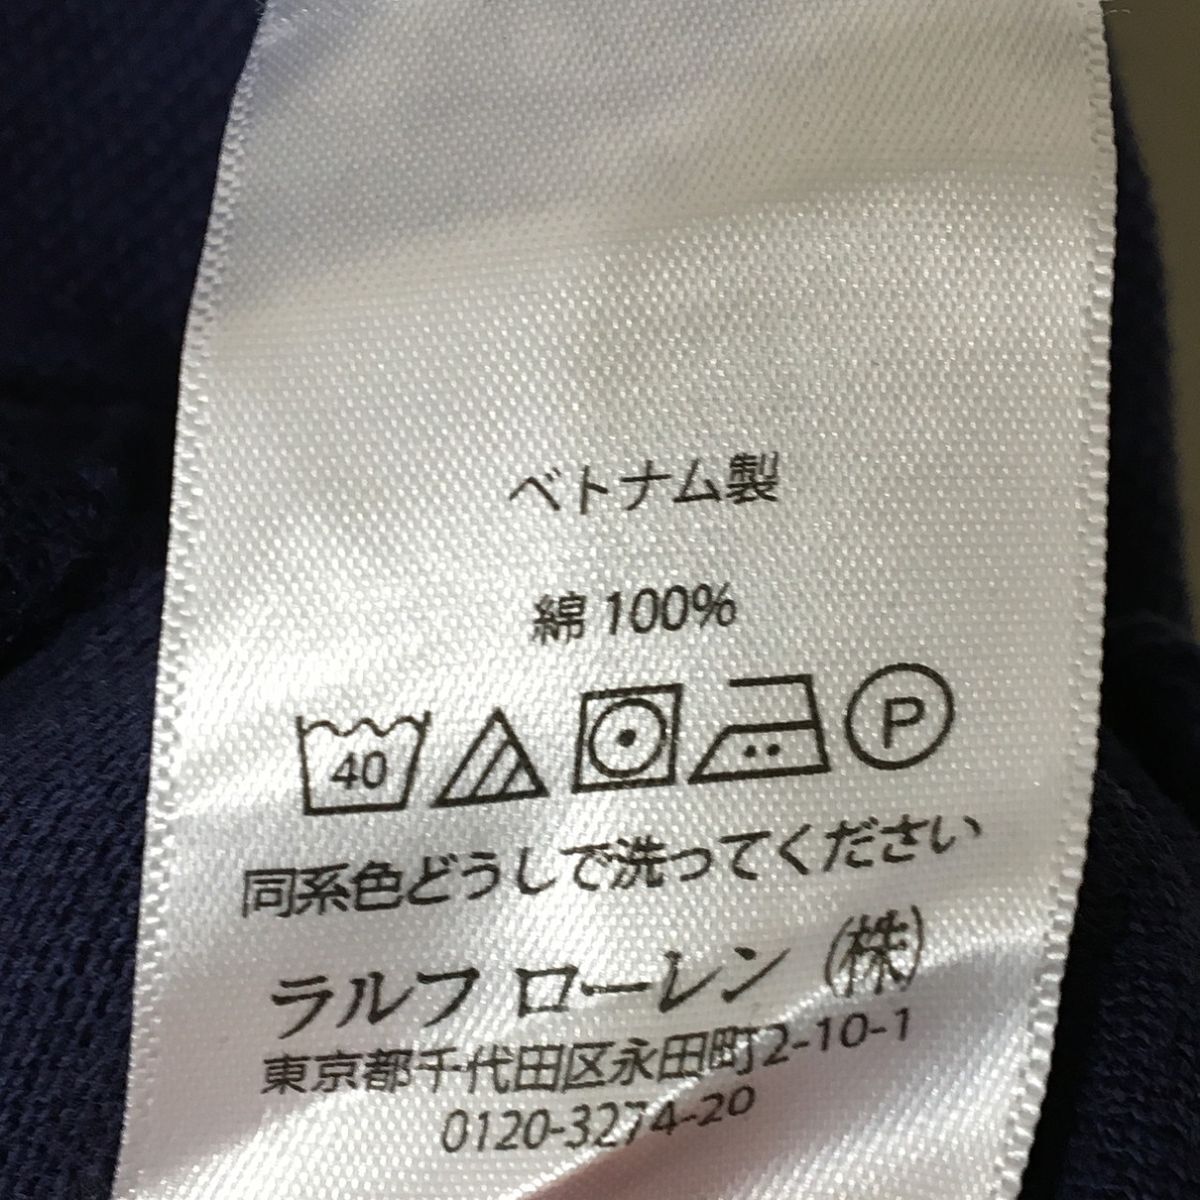 ベトナム製
綿 100%
40 P
同系色どうしで洗ってください
ラルフ ローレン (株)
東京都千代田区永田町2-10-1
0120-3274-20